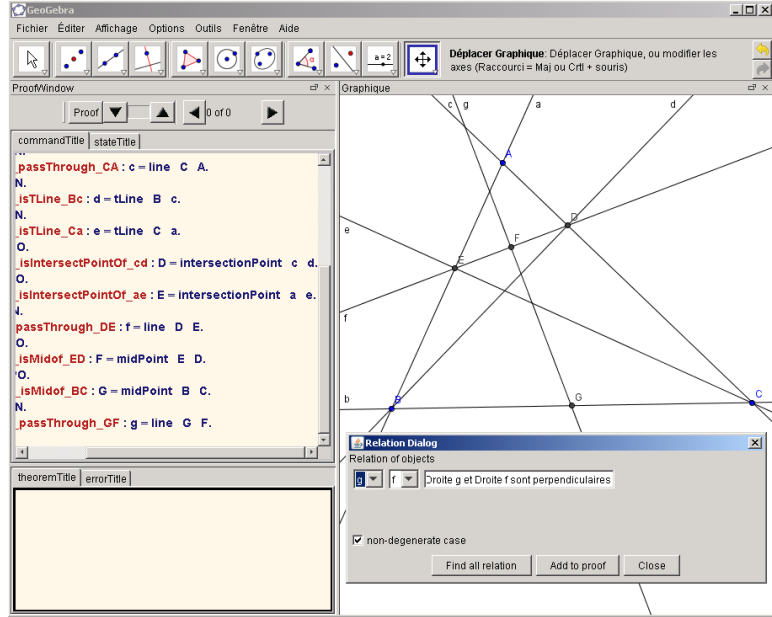 GeoGebra
Fichier Éditer Affichage Options Outils Fenêtre Aide
a=2
Déplacer Graphique: Déplacer Graphique, ou modifier les
axes (Raccourci = Maj ou Crtl + souris)
ProofWindow
Graphique
Proof 0 of 0
commandTitle stateTitle
_passThrough_CA : c = line C A.
N.
_isTLine_Bc : d = tLine B c.
N.
_isTLine_Ca : e = tLine C a.
O.
_isIntersectPointOf_cd : D = intersectionPoint c d.
O.
_isIntersectPointOf_ae : E = intersectionPoint a e.
passThrough_DE : f = line D E.
O.
_isMidof_ED : F = midPoint E D.
'O.
_isMidof_BC : G = midPoint B C.
N.
_passThrough_GF : g = line G F.
theoremTitle errorTitle
c g a d
A
D
e
F
E
f
G
C
b
B
Relation Dialog
Relation of objects
g f Droite g et Droite f sont perpendiculaires
non-degenerate case
Find all relation Add to proof Close